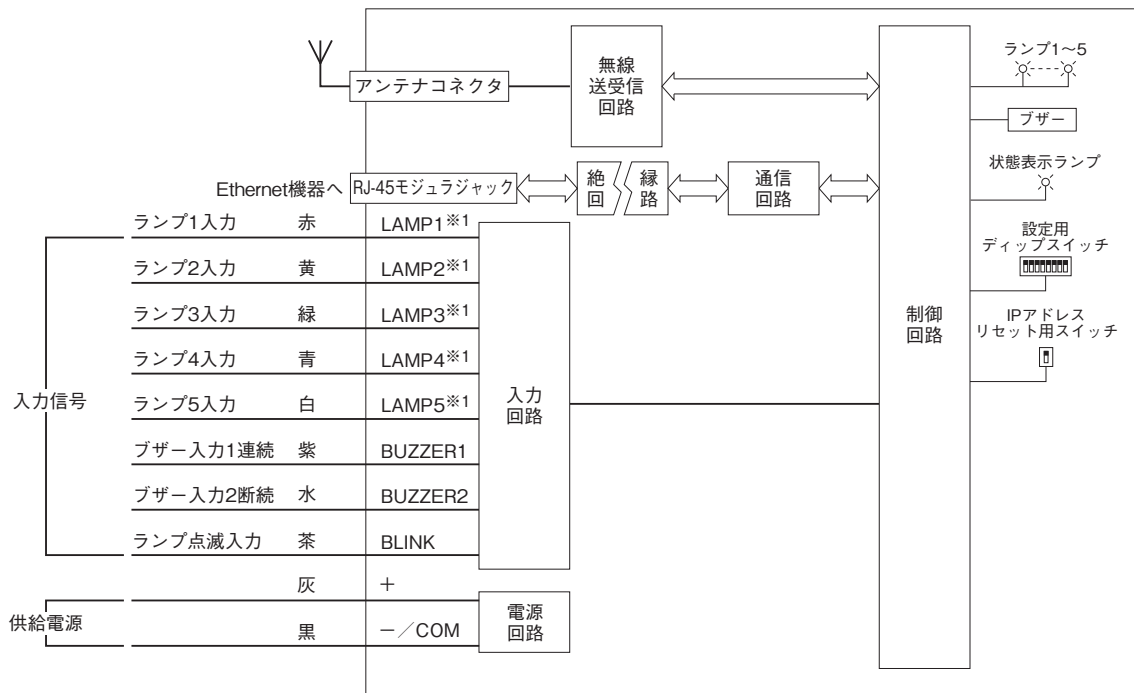 アンテナコネクタ
無線
送受信
回路
ランプ1～5
ブザー
状態表示ランプ
設定用
ディップスイッチ
IPアドレス
リセット用スイッチ
制御
回路
Ethernet機器へ
RJ-45モジュラジャック
絶
回
縁
路
通信
回路
入力信号
ランプ1入力 赤 LAMP1※1
ランプ2入力 黄 LAMP2※1
ランプ3入力 緑 LAMP3※1
ランプ4入力 青 LAMP4※1
ランプ5入力 白 LAMP5※1
ブザー入力1連続 紫 BUZZER1
ブザー入力2断続 水 BUZZER2
ランプ点滅入力 茶 BLINK
入力
回路
供給電源
灰 ＋
黒 －／COM
電源
回路